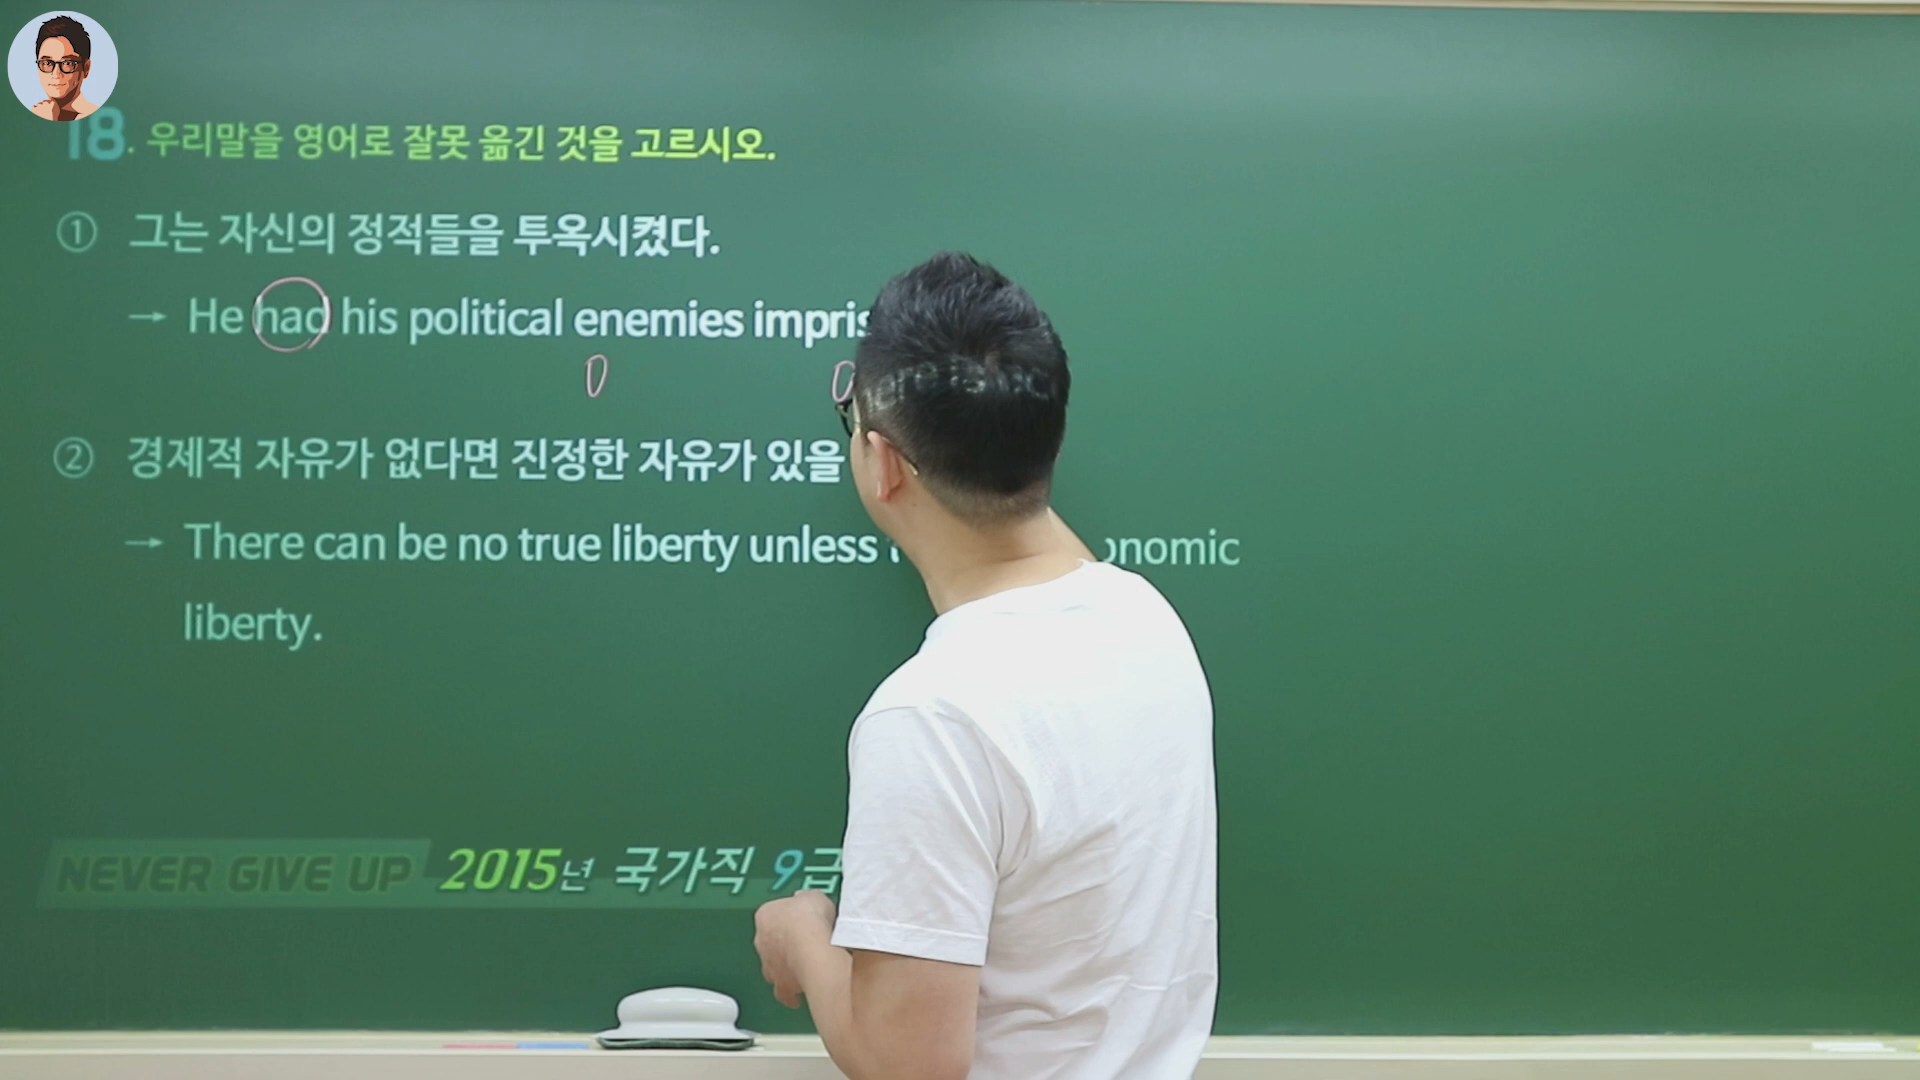 18. 우리말을 영어로 잘못 옮긴 것을 고르시오.
① 그는 자신의 정적들을 투옥시켰다.
→ He had his political enemies
② 경제적 자유가 없다면 진정한 자유가 있을
→ There can be no true liberty unless
liberty.
NEVER GIVE UP 2015년 국가직 9급